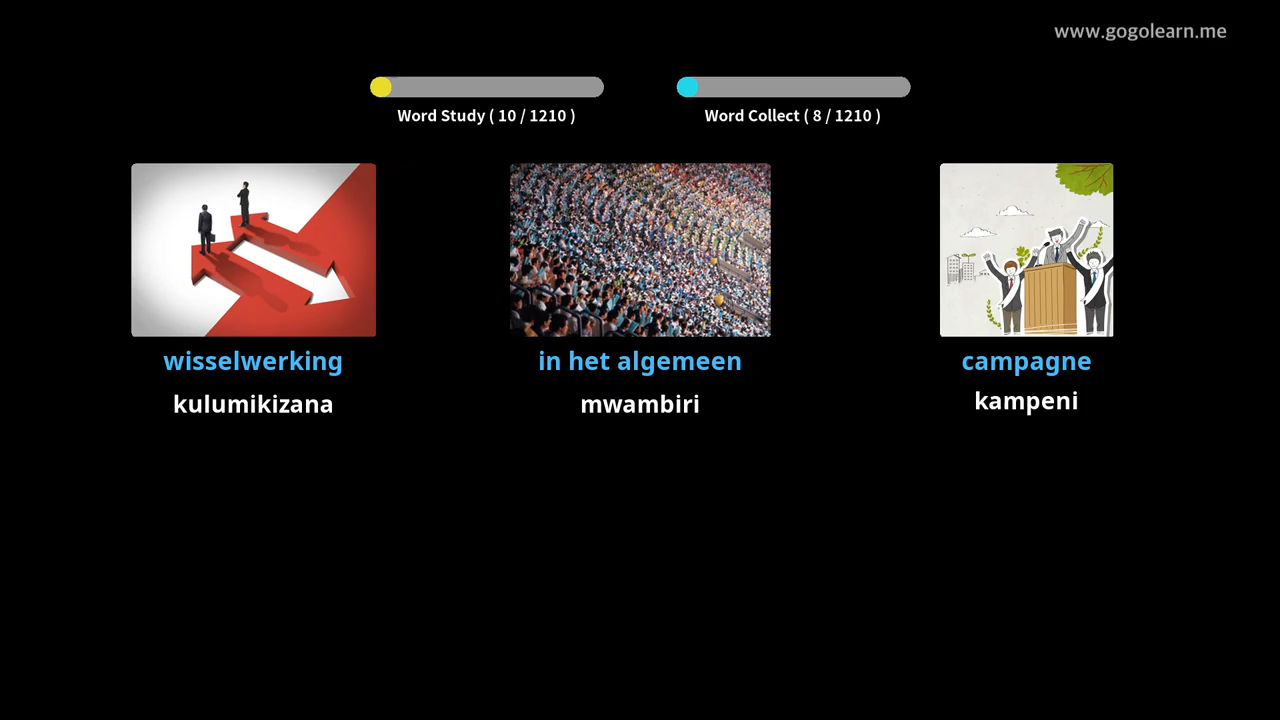 www.gogolearn.me
Word Study ( 10 / 1210 )
Word Collect ( 8 / 1210 )
wisselwerking
in het algemeen
campagne
kulumikizana
mwambiri
kampeni